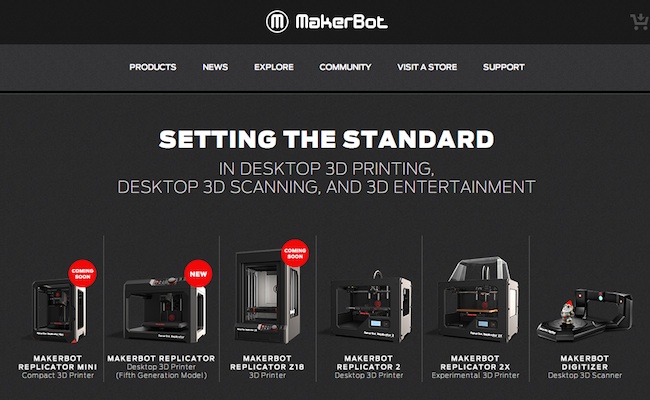 MakerBot
PRODUCTS NEWS EXPLORE COMMUNITY VISIT A STORE SUPPORT
SETTING THE STANDARD
IN DESKTOP 3D PRINTING,
DESKTOP 3D SCANNING, AND 3D ENTERTAINMENT
COMING
SOON
NEW
COMING
SOON
MAKERBOT
REPLICATOR MINI
Compact 3D Printer
MAKERBOT REPLICATOR
Desktop 3D Printer
(Fifth Generation Model)
MAKERBOT
REPLICATOR Z18
3D Printer
MAKERBOT
REPLICATOR 2
Desktop 3D Printer
MAKERBOT
REPLICATOR 2X
Experimental 3D Printer
MAKERBOT
DIGITIZER
Desktop 3D Scanner